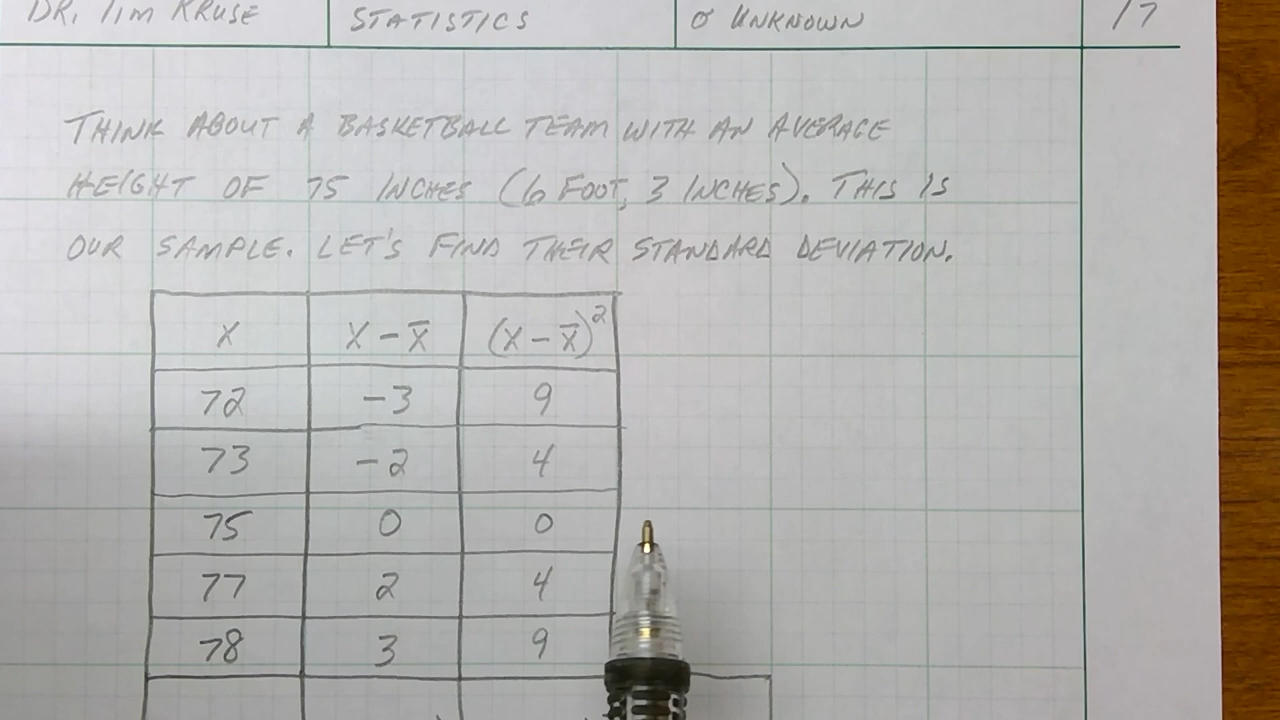 DR. TIM KRUSE
STATISTICS
σ UNKNOWN
/7
THINK ABOUT A BASKETBALL TEAM WITH AN AVERAGE
HEIGHT OF 75 INCHES (6 FOOT, 3 INCHES). THIS IS
OUR SAMPLE. LET'S FIND THEIR STANDARD DEVIATION.
X X - x̄ (X - x̄)²
72 -3 9
73 -2 4
75 0 0
77 2 4
78 3 9